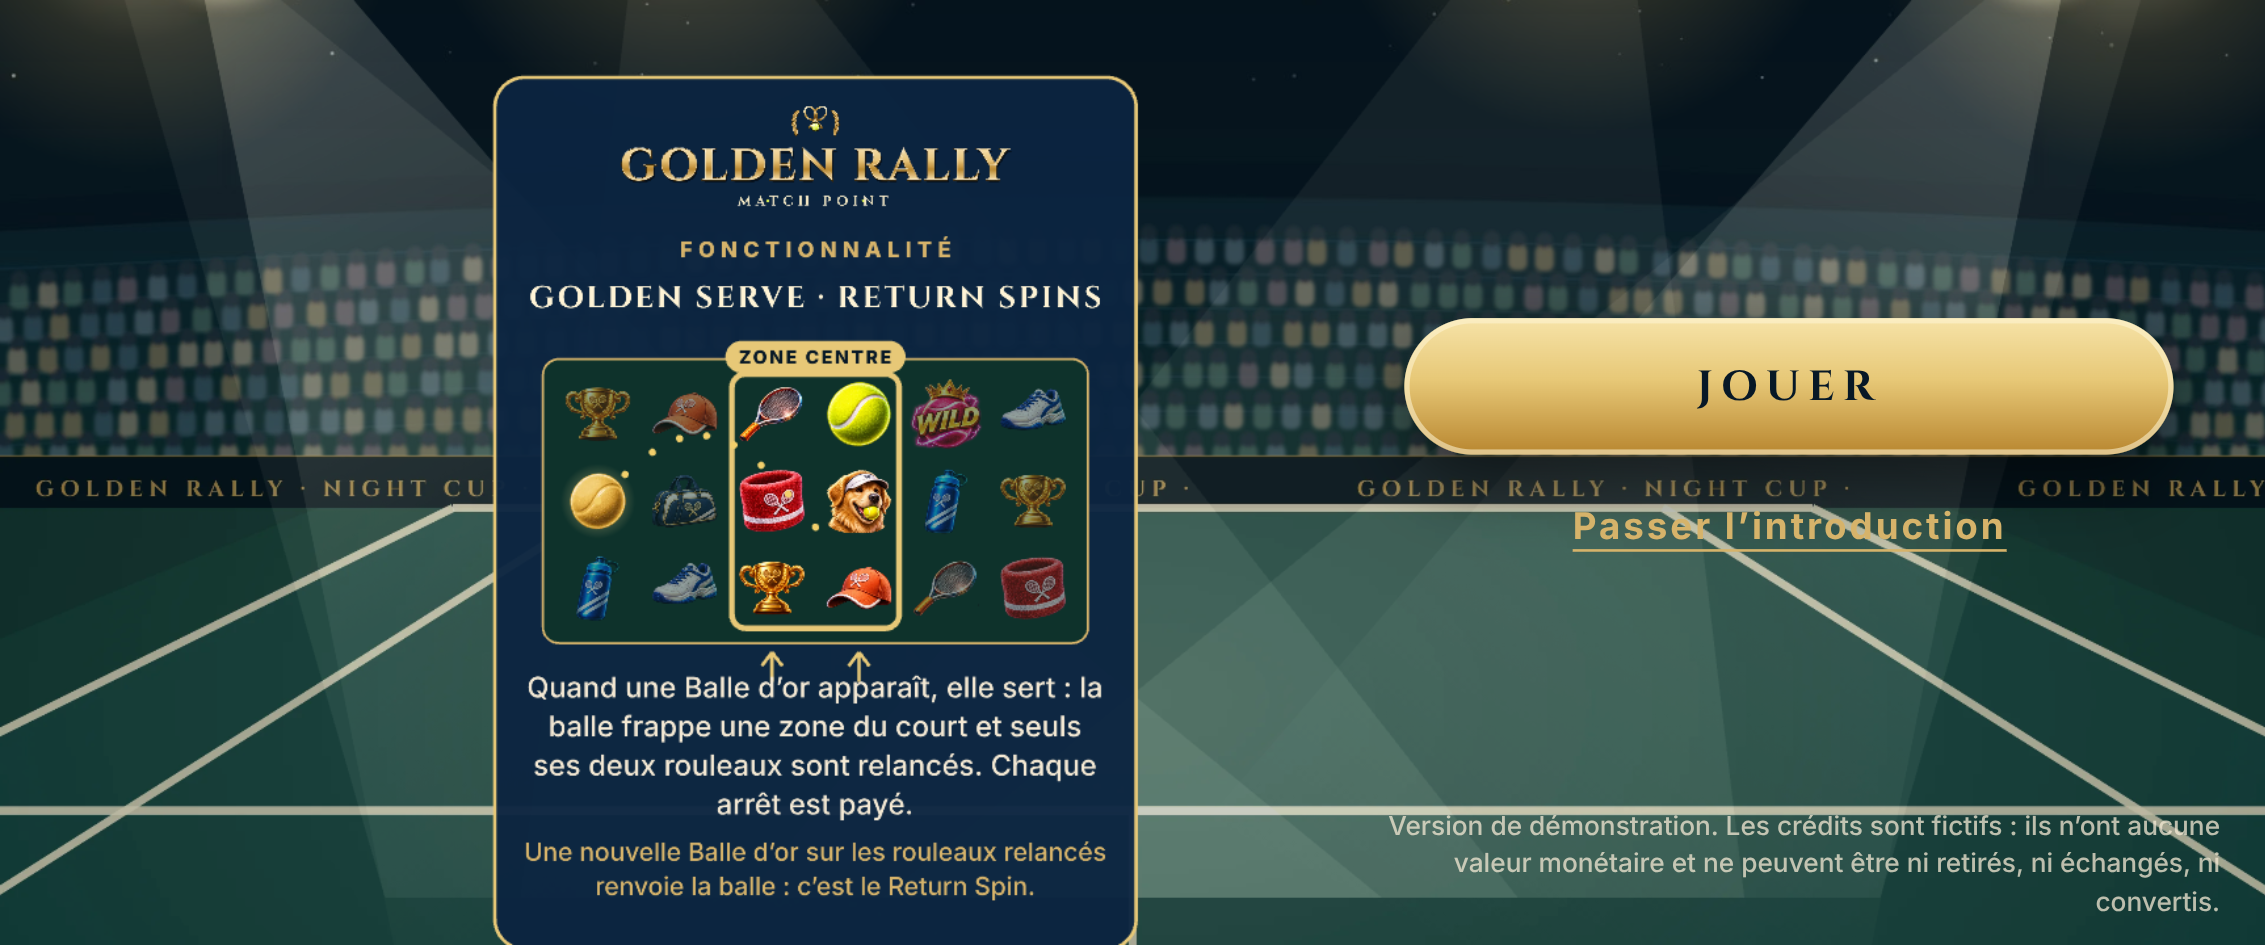 GOLDEN RALLY
MATCH POINT
FONCTIONNALITÉ
GOLDEN SERVE · RETURN SPINS
ZONE CENTRE
WILD
Quand une Balle d’or apparaît, elle sert : la
balle frappe une zone du court et seuls
ses deux rouleaux sont relancés. Chaque
arrêt est payé.
Une nouvelle Balle d’or sur les rouleaux relancés
renvoie la balle : c’est le Return Spin.
GOLDEN RALLY · NIGHT CU
UP ·
GOLDEN RALLY · NIGHT CUP ·
GOLDEN RALLY
JOUER
Passer l’introduction
Version de démonstration. Les crédits sont fictifs : ils n’ont aucune
valeur monétaire et ne peuvent être ni retirés, ni échangés, ni
convertis.